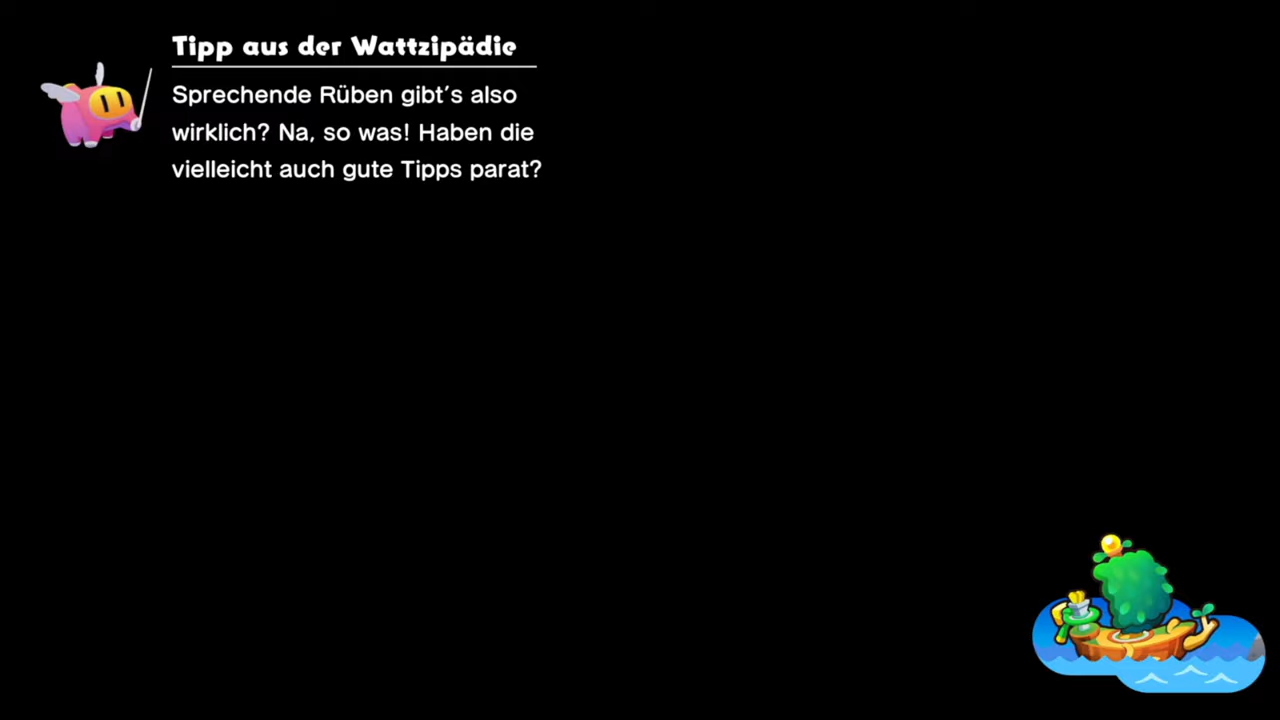 Tipp aus der Wattzipädie
Sprechende Rüben gibt's also
wirklich? Na, so was! Haben die
vielleicht auch gute Tipps parat?